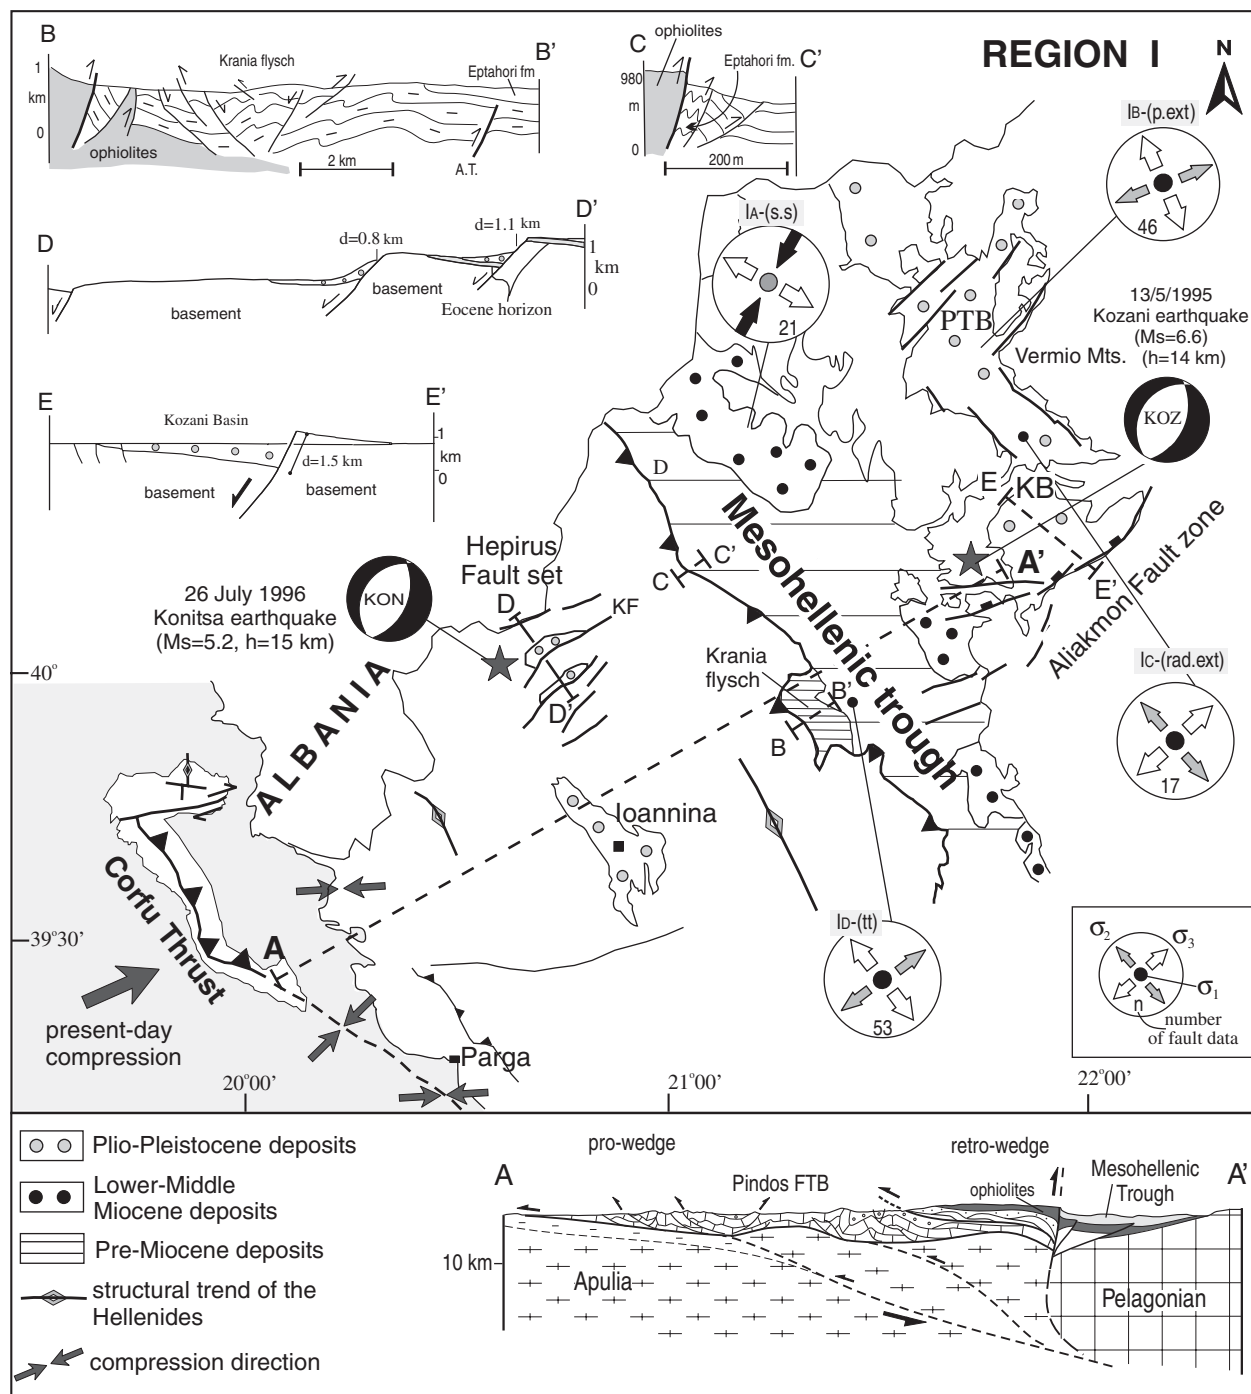 REGION I
N
B
B'
1
km
0
Krania flysch
Eptahori fm
ophiolites
2 km
A.T.
C
C'
ophiolites
980
m
0
Eptahori fm.
200 m
D
D'
d=0.8 km
d=1.1 km
1
km
0
basement
basement
Eocene horizon
E
E'
Kozani Basin
1
km
0
d=1.5 km
basement
basement
IA-(s.s)
21
IB-(p.ext)
46
13/5/1995
Kozani earthquake
(Ms=6.6)
(h=14 km)
KOZ
PTB
Vermio Mts.
E
KB
A'
E'
Aliakmon Fault zone
D
Mesohellenic trough
C
C'
Hepirus
Fault set
D
KF
D'
26 July 1996
Konitsa earthquake
(Ms=5.2, h=15 km)
KON
Krania
flysch
B'
B
IC-(rad.ext)
17
40°
ALBANIA
Ioannina
ID-(tt)
53
39°30'
Corfu Thrust
A
present-day
compression
Parga
20°00'
21°00'
22°00'
σ2
σ3
σ1
n
number
of fault data
Plio-Pleistocene deposits
Lower-Middle
Miocene deposits
Pre-Miocene deposits
structural trend of the
Hellenides
compression direction
pro-wedge
retro-wedge
A
A'
Pindos FTB
ophiolites
Mesohellenic
Trough
10 km
Apulia
Pelagonian